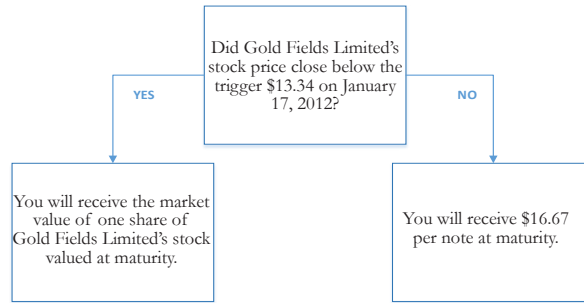 Did Gold Fields Limited's
stock price close below the
trigger $13.34 on January
17, 2012?
YES
NO
You will receive the market
value of one share of
Gold Fields Limited's stock
valued at maturity.
You will receive $16.67
per note at maturity.